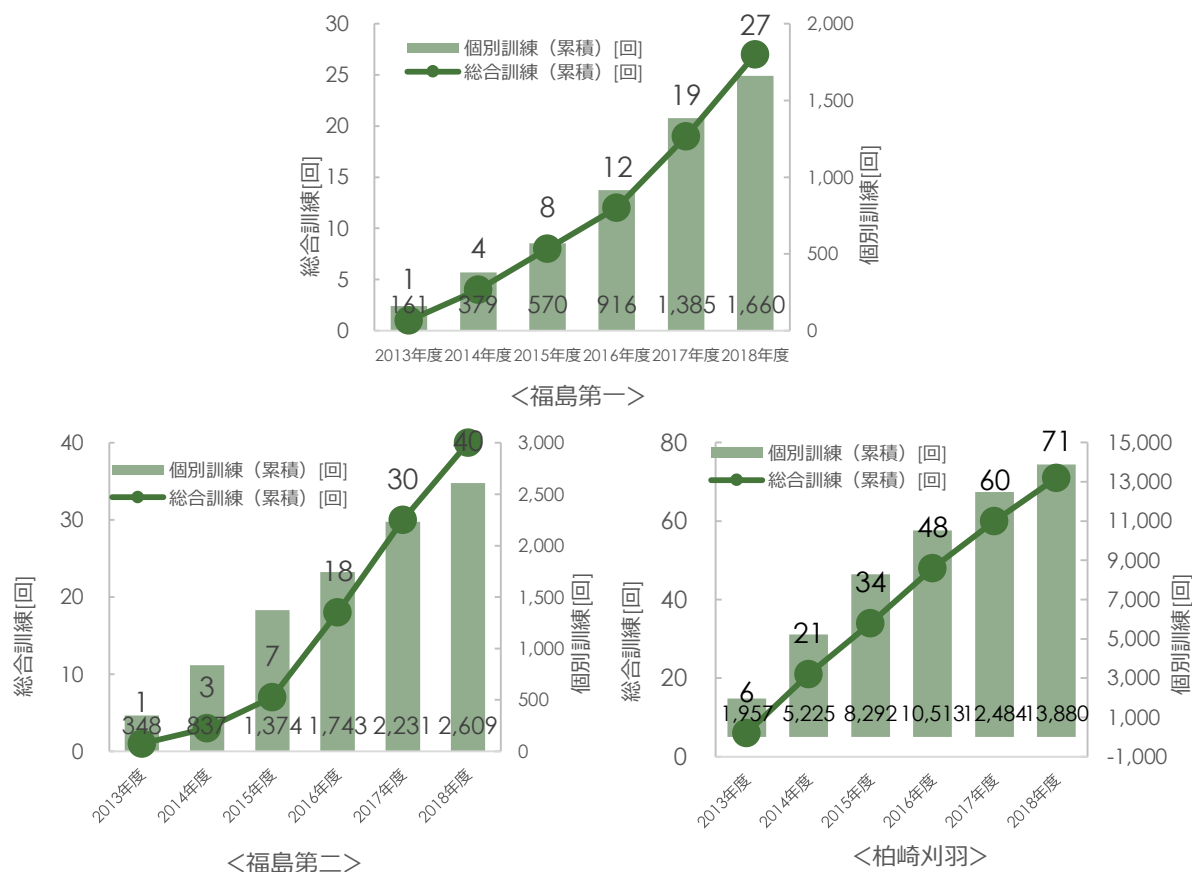 30
25
20
15
10
5
0
総合訓練[回]
2,000
1,500
1,000
500
0
個別訓練[回]
個別訓練（累積）[回]
総合訓練（累積）[回]
1
4
8
12
19
27
161
379
570
916
1,385
1,660
2013年度
2014年度
2015年度
2016年度
2017年度
2018年度
＜福島第一＞
40
30
20
10
0
総合訓練[回]
3,000
2,500
2,000
1,500
1,000
500
0
個別訓練[回]
個別訓練（累積）[回]
総合訓練（累積）[回]
1
3
7
18
30
40
348
837
1,374
1,743
2,231
2,609
2013年度
2014年度
2015年度
2016年度
2017年度
2018年度
＜福島第二＞
80
60
40
20
0
総合訓練[回]
15,000
13,000
11,000
9,000
7,000
5,000
3,000
1,000
-1,000
個別訓練[回]
個別訓練（累積）[回]
総合訓練（累積）[回]
6
21
34
48
60
71
1,957
5,225
8,292
10,513
12,484
13,880
2013年度
2014年度
2015年度
2016年度
2017年度
2018年度
＜柏崎刈羽＞